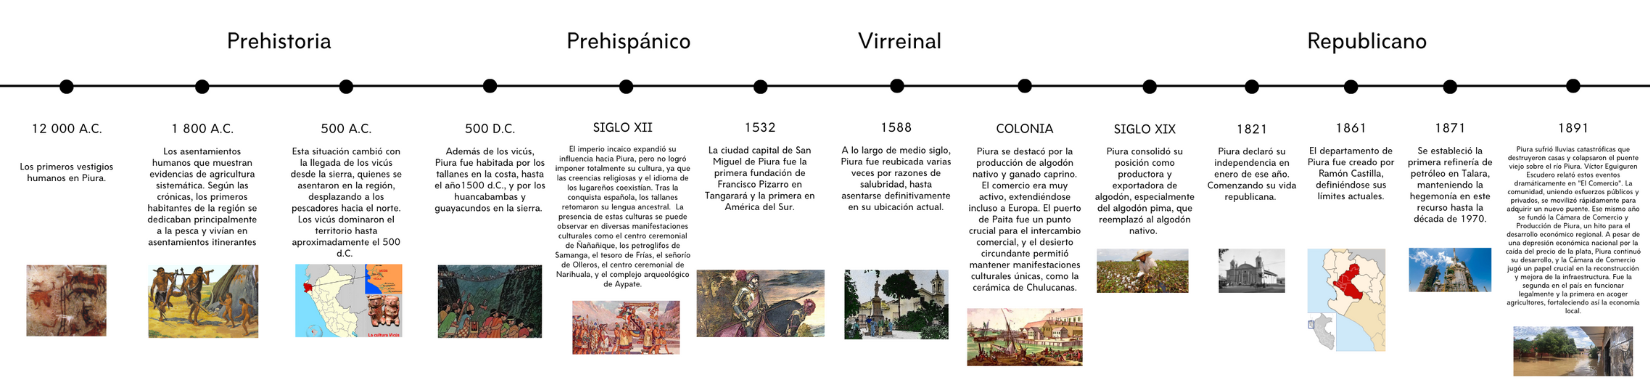 Prehistoria
Prehispánico
Virreinal
Republicano
12 000 A.C.
Los primeros vestigios
humanos en Piura.
1 800 A.C.
Los asentamientos
humanos que muestran
evidencias de agricultura
sistemática. Según las
crónicas, los primeros
habitantes de la región se
dedicaban principalmente
a la pesca y vivían en
asentamientos itinerantes
500 A.C.
Esta situación cambió con
la llegada de los vicús
desde la sierra, quienes se
asentaron en la región,
desplazando a los
pescadores hacia el norte.
Los vicús dominaron el
territorio hasta
aproximadamente el 500
d.C.
La cultura Vicús
500 D.C.
Además de los vicús,
Piura fue habitada por los
tallanes en la costa, hasta
el año1500 d.C., y por los
huancabambas y
guayacundos en la sierra.
SIGLO XII
El imperio incaico expandió su
influencia hacia Piura, pero no logró
imponer totalmente su cultura, ya que
las creencias religiosas y el idioma de
los lugareños coexistían. Tras la
conquista española, los tallanes
retomaron su lengua ancestral. La
presencia de estas culturas se puede
observar en diversas manifestaciones
culturales como el centro ceremonial
de Ñañañique, los petroglifos de
Samanga, el tesoro de Frías, el señorío
de Olleros, el centro ceremonial de
Narihuala, y el complejo arqueológico
de Aypate.
1532
La ciudad capital de San
Miguel de Piura fue la
primera fundación de
Francisco Pizarro en
Tangarará y la primera en
América del Sur.
1588
A lo largo de medio siglo,
Piura fue reubicada varias
veces por razones de
salubridad, hasta
asentarse definitivamente
en su ubicación actual.
COLONIA
Piura se destacó por la
producción de algodón
nativo y ganado caprino.
El comercio era muy
activo, extendiéndose
incluso a Europa. El puerto
de Paita fue un punto
crucial para el intercambio
comercial, y el desierto
circundante permitió
mantener manifestaciones
culturales únicas, como la
cerámica de Chulucanas.
SIGLO XIX
Piura consolidó su
posición como
productora y
exportadora de
algodón, especialmente
del algodón pima, que
reemplazó al algodón
nativo.
1821
Piura declaró su
independencia en
enero de ese año.
Comenzando su vida
republicana.
1861
El departamento de
Piura fue creado por
Ramón Castilla,
definiéndose sus
límites actuales.
1871
Se estableció la
primera refinería de
petróleo en Talara,
manteniendo la
hegemonía en este
recurso hasta la
década de 1970.
1891
Piura sufrió lluvias catastróficas que
destruyeron casas y colapsaron el puente
viejo sobre el río Piura. Víctor Eguiguren
Escudero relató estos eventos
dramáticamente en "El Comercio". La
comunidad, uniendo esfuerzos públicos y
privados, se movilizó rápidamente para
adquirir un nuevo puente. Ese mismo año
se fundó la Cámara de Comercio y
Producción de Piura, un hito para el
desarrollo económico regional. A pesar de
una depresión económica nacional por la
caída del precio de la plata, Piura continuó
su desarrollo, y la Cámara de Comercio
jugó un papel crucial en la reconstrucción
y mejora de la infraestructura. Fue la
segunda en el país en funcionar
legalmente y la primera en acoger
agricultores, fortaleciendo así la economía
local.